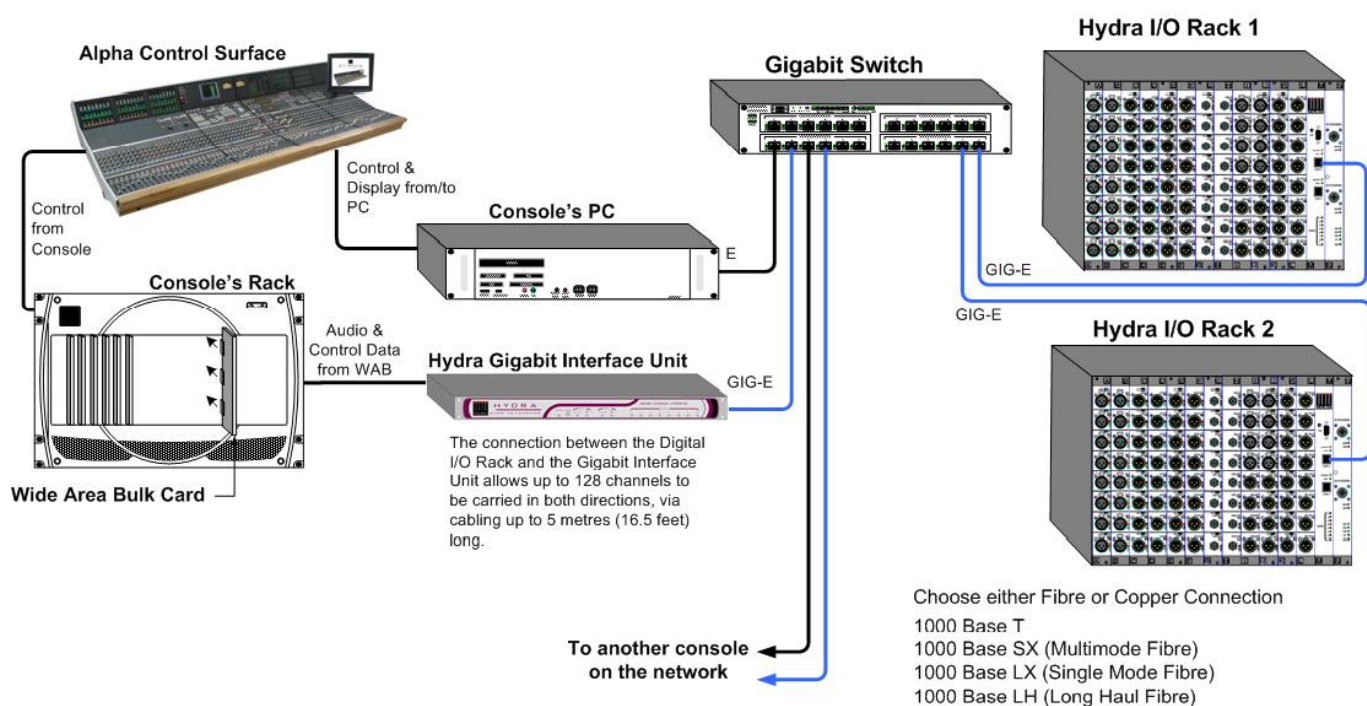 Alpha Control Surface
Gigabit Switch
Hydra I/O Rack 1
Control &
Display from/to
PC
Control
from
Console
Console's PC
E
GIG-E
GIG-E
Console's Rack
Audio &
Control Data
from WAB
Hydra Gigabit Interface Unit
GIG-E
HYDRA
Hydra I/O Rack 2
The connection between the Digital
I/O Rack and the Gigabit Interface
Unit allows up to 128 channels to
be carried in both directions, via
cabling up to 5 metres (16.5 feet)
long.
Wide Area Bulk Card
To another console
on the network
Choose either Fibre or Copper Connection
1000 Base T
1000 Base SX (Multimode Fibre)
1000 Base LX (Single Mode Fibre)
1000 Base LH (Long Haul Fibre)